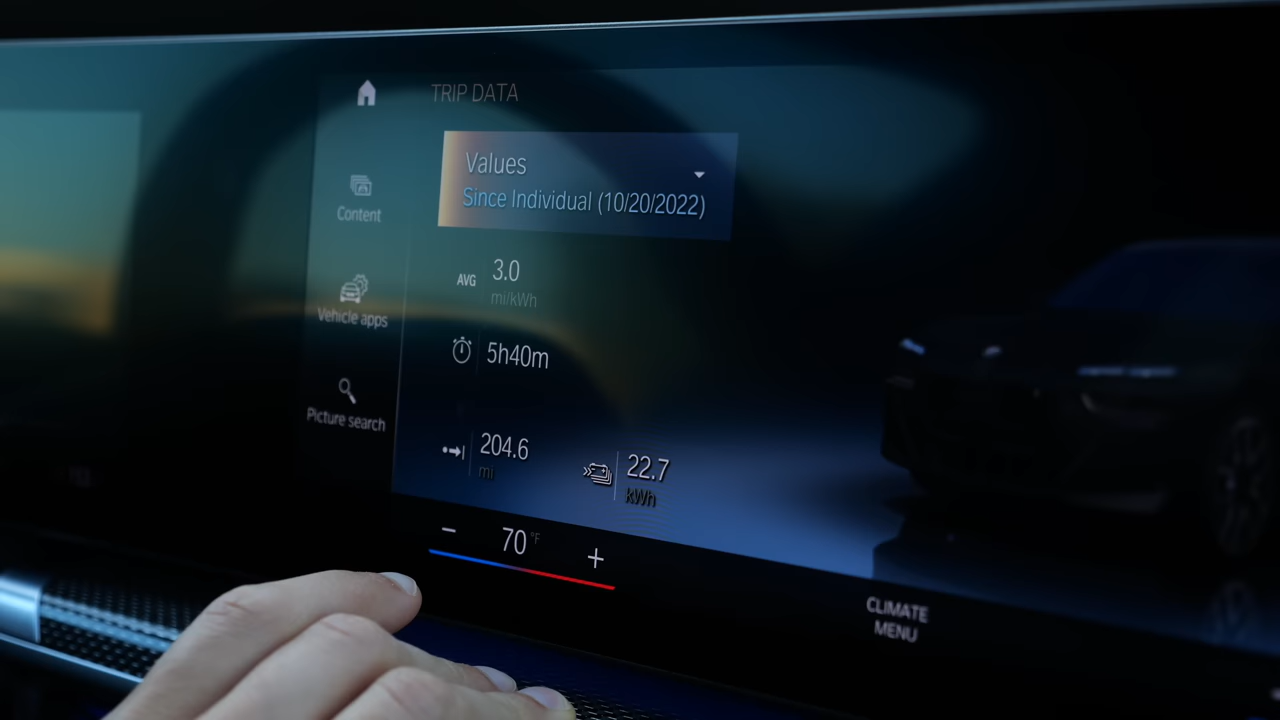 TRIP DATA
Values
Since Individual (10/20/2022)
Content
AVG 3.0
mi/kWh
Vehicle apps
5h40m
Picture search
204.6
mi
22.7
kWh
− 70 °F +
CLIMATE
MENU